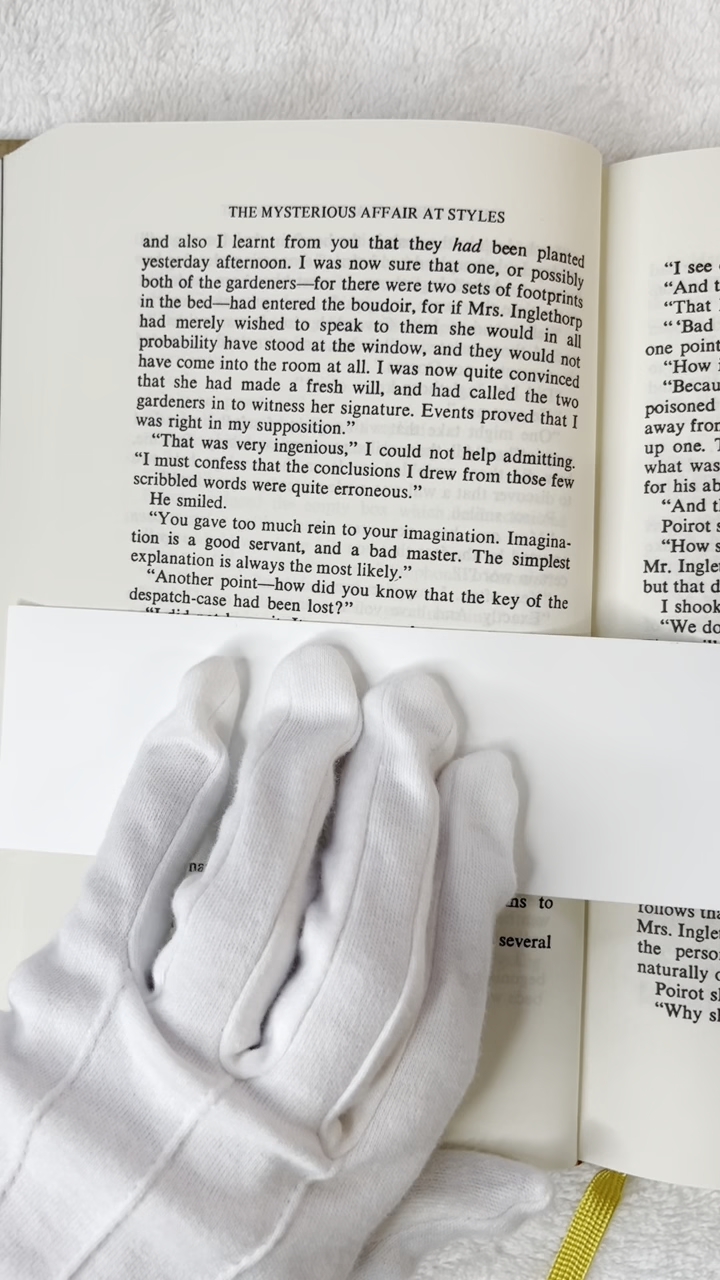 THE MYSTERIOUS AFFAIR AT STYLES
and also I learnt from you that they had been planted
yesterday afternoon. I was now sure that one, or possibly
both of the gardeners—for there were two sets of footprints
in the bed—had entered the boudoir, for if Mrs. Inglethorp
had merely wished to speak to them she would in all
probability have stood at the window, and they would not
have come into the room at all. I was now quite convinced
that she had made a fresh will, and had called the two
gardeners in to witness her signature. Events proved that I
was right in my supposition.”
“That was very ingenious,” I could not help admitting.
“I must confess that the conclusions I drew from those few
scribbled words were quite erroneous.”
He smiled.
“You gave too much rein to your imagination. Imagina-
tion is a good servant, and a bad master. The simplest
explanation is always the most likely.”
“Another point—how did you know that the key of the
despatch-case had been lost?”
to
several
“I see
“And
“That
“ ‘Bad
one point
“How
“Becau
poisoned
away from
up one.
what was
for his ab
“And
Poirot
“How
Mr. Ingle
but that
I shook
“We do
follows
Mrs. Ingle
the perso
naturally
Poirot
“Why